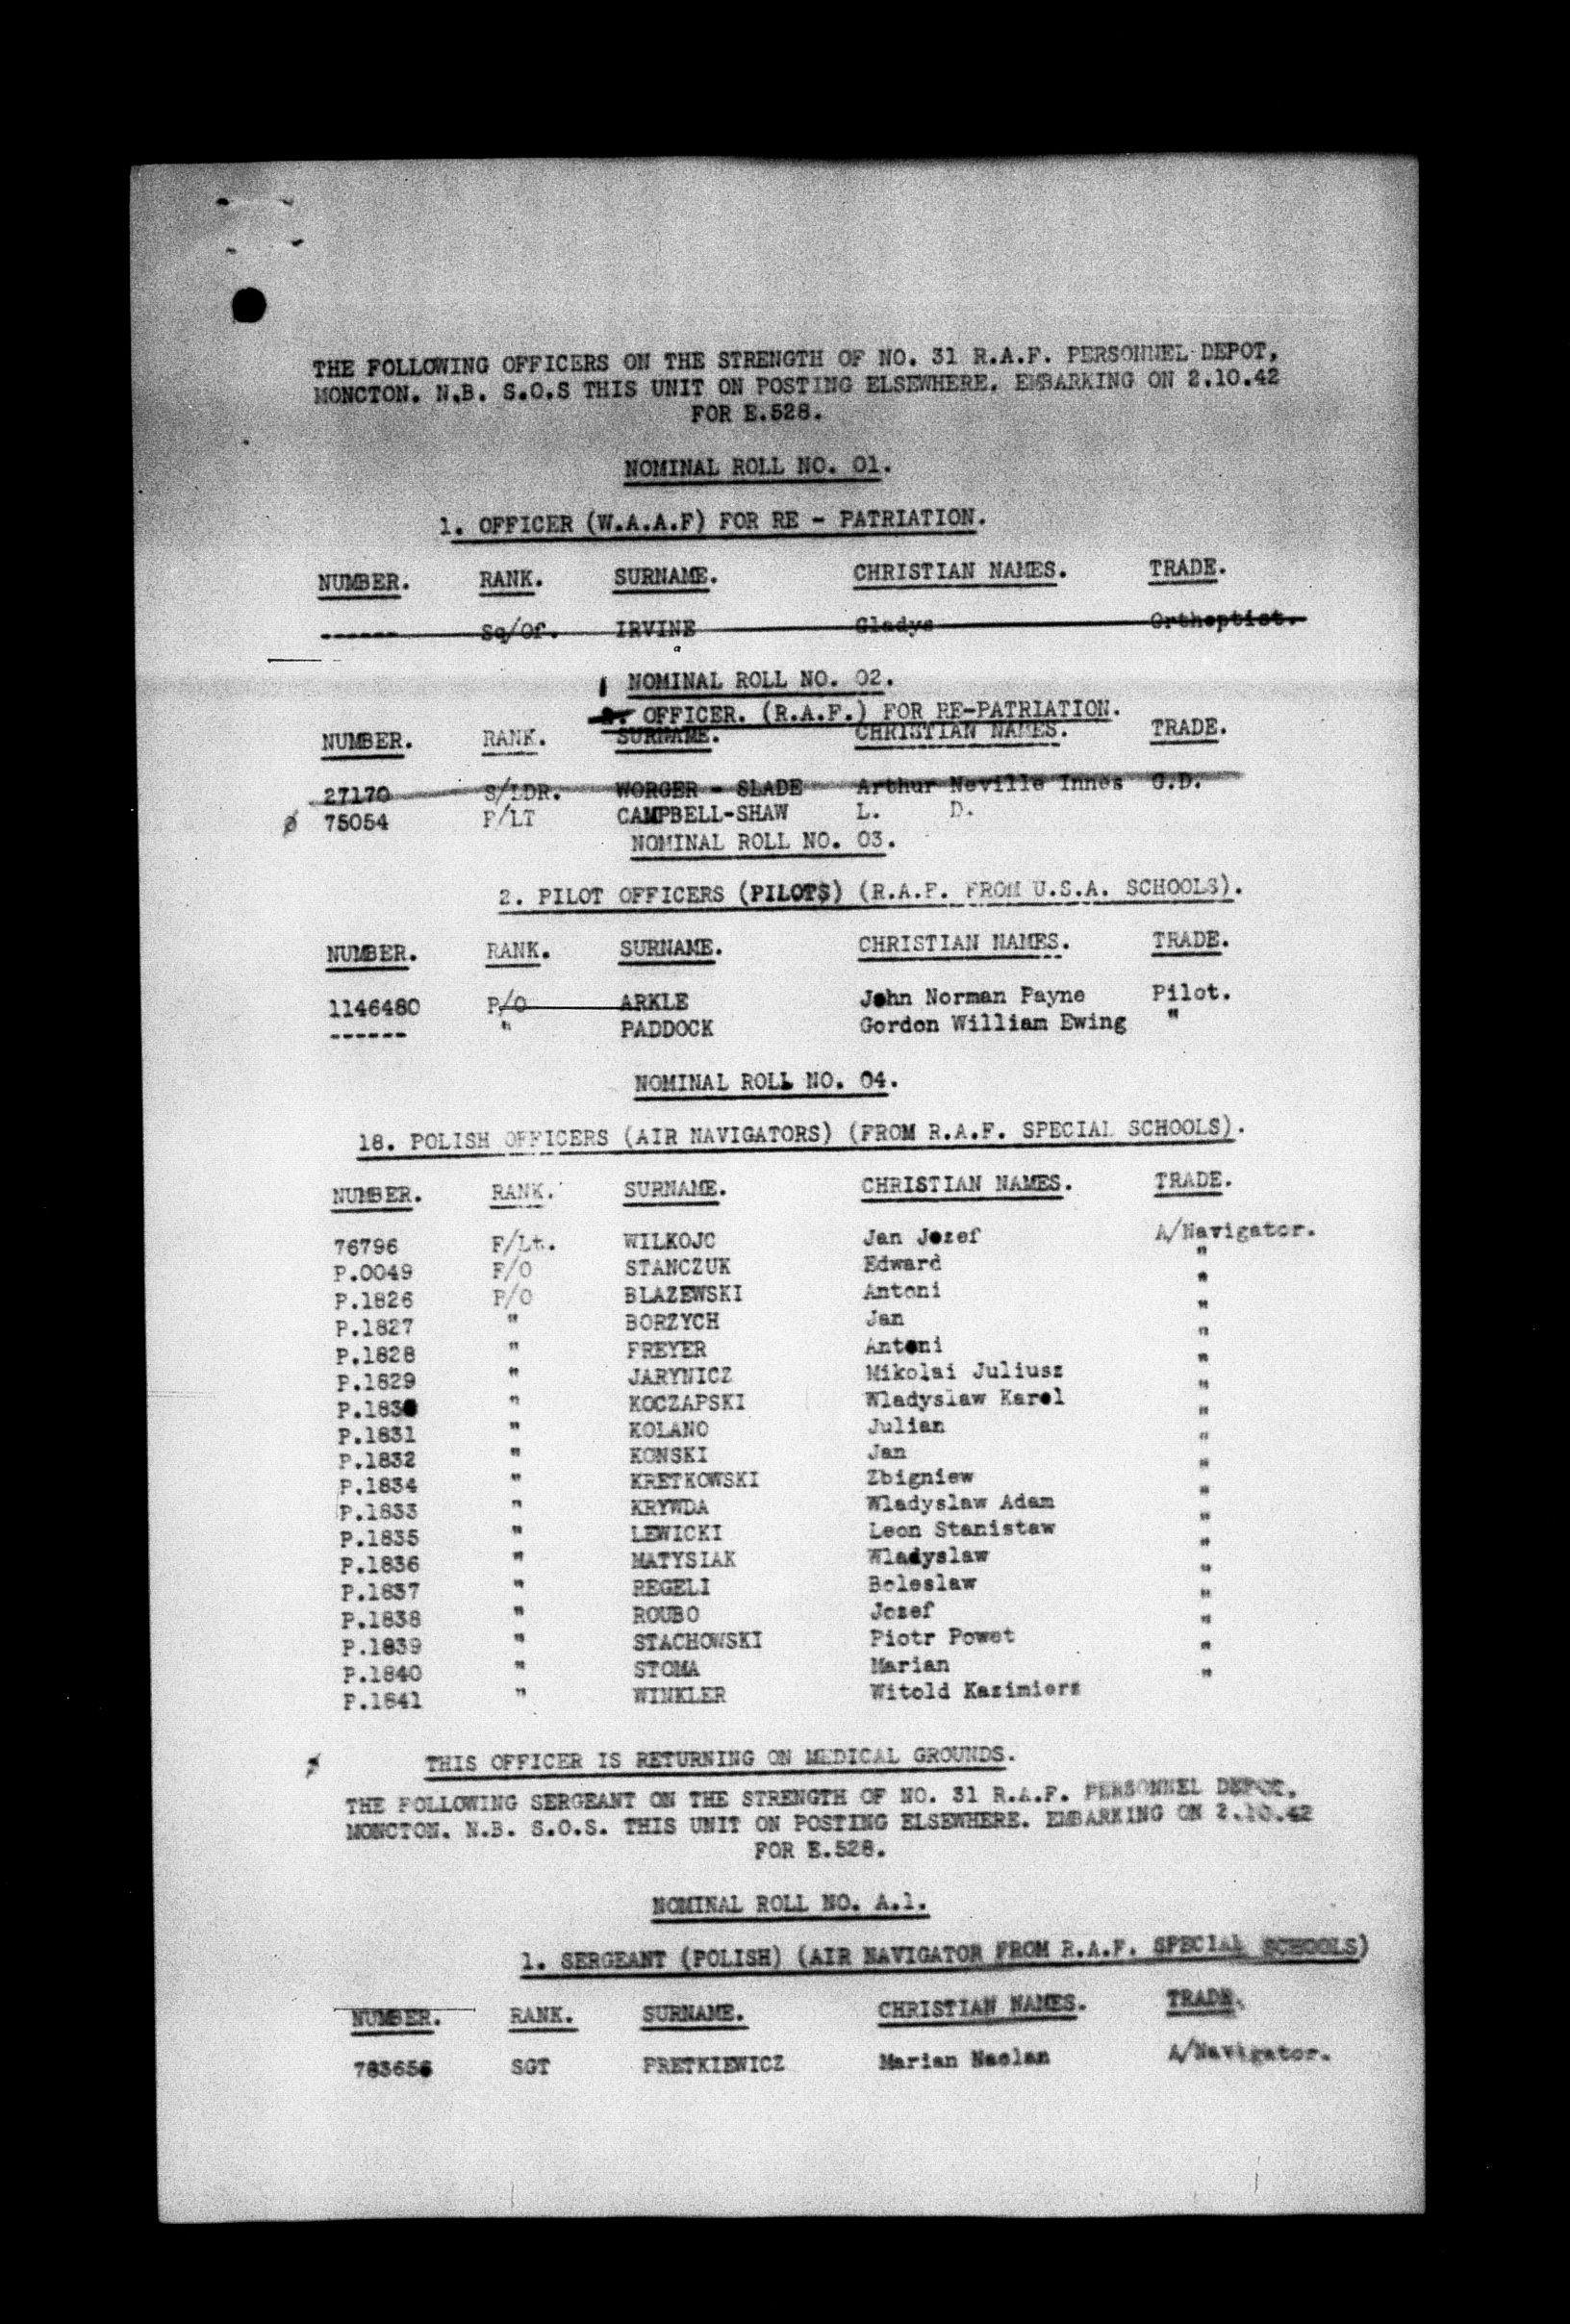 THE FOLLOWING OFFICERS ON THE STRENGTH OF NO. 31 R.A.F. PERSONNEL DEPOT,
MONCTON. N.B. S.O.S THIS UNIT ON POSTING ELSEWHERE. EMBARKING ON 2.10.42
FOR E.528.
NOMINAL ROLL NO. 01.
1. OFFICER (W.A.A.F) FOR RE - PATRIATION.
NUMBER. RANK. SURNAME. CHRISTIAN NAMES. TRADE.
------ Sq/Of. IRVINE Gladys Orthoptist.
NOMINAL ROLL NO. 02.
1 OFFICER. (R.A.F.) FOR RE-PATRIATION.
NUMBER. RANK. SURNAME. CHRISTIAN NAMES. TRADE.
27170 S/LDR. WORGER - SLADE Arthur Neville Innes G.D.
ø 75054 F/LT CAMPBELL-SHAW L. D.
NOMINAL ROLL NO. 03.
2. PILOT OFFICERS (PILOTS) (R.A.F. FROM U.S.A. SCHOOLS).
NUMBER. RANK. SURNAME. CHRISTIAN NAMES. TRADE.
1146480 P/O ARKLE John Norman Payne Pilot.
------ " PADDOCK Gordon William Ewing "
NOMINAL ROLL NO. 04.
18. POLISH OFFICERS (AIR NAVIGATORS) (FROM R.A.F. SPECIAL SCHOOLS).
NUMBER. RANK. SURNAME. CHRISTIAN NAMES. TRADE.
76796 F/Lt. WILKOJC Jan Jozef A/Navigator.
P.0049 F/O STANCZUK Edward "
P.1826 P/O BLAZEWSKI Antoni "
P.1827 " BORZYCH Jan "
P.1828 " FREYER Antoni "
P.1829 " JARYNICZ Mikolai Juliusz "
P.1830 " KOCZAPSKI Wladyslaw Karol "
P.1831 " KOLANO Julian "
P.1832 " KONSKI Jan "
P.1834 " KRETKOWSKI Zbigniew "
P.1833 " KRYWDA Wladyslaw Adam "
P.1835 " LEWICKI Leon Stanistaw "
P.1836 " MATYSIAK Wladyslaw "
P.1837 " REGELI Boleslaw "
P.1838 " ROUBO Jozef "
P.1839 " STACHOWSKI Piotr Powet "
P.1840 " STOMA Marian "
P.1841 " WINKLER Witold Kazimierz "
ø THIS OFFICER IS RETURNING ON MEDICAL GROUNDS.
THE FOLLOWING SERGEANT ON THE STRENGTH OF NO. 31 R.A.F. PERSONNEL DEPOT,
MONCTON. N.B. S.O.S. THIS UNIT ON POSTING ELSEWHERE. EMBARKING ON 2.10.42
FOR E.528.
NOMINAL ROLL NO. A.1.
1. SERGEANT (POLISH) (AIR NAVIGATOR FROM R.A.F. SPECIAL SCHOOLS)
NUMBER. RANK. SURNAME. CHRISTIAN NAMES. TRADE.
783656 SGT PRETKIEWICZ Marian Naclan A/Navigator.